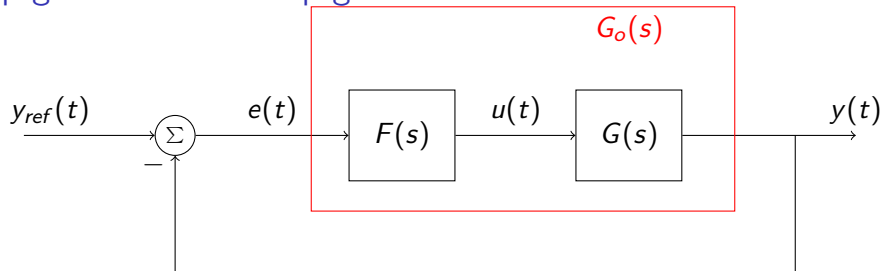 G_o(s)
y_ref(t)
e(t)
u(t)
y(t)
Σ
F(s)
G(s)
−